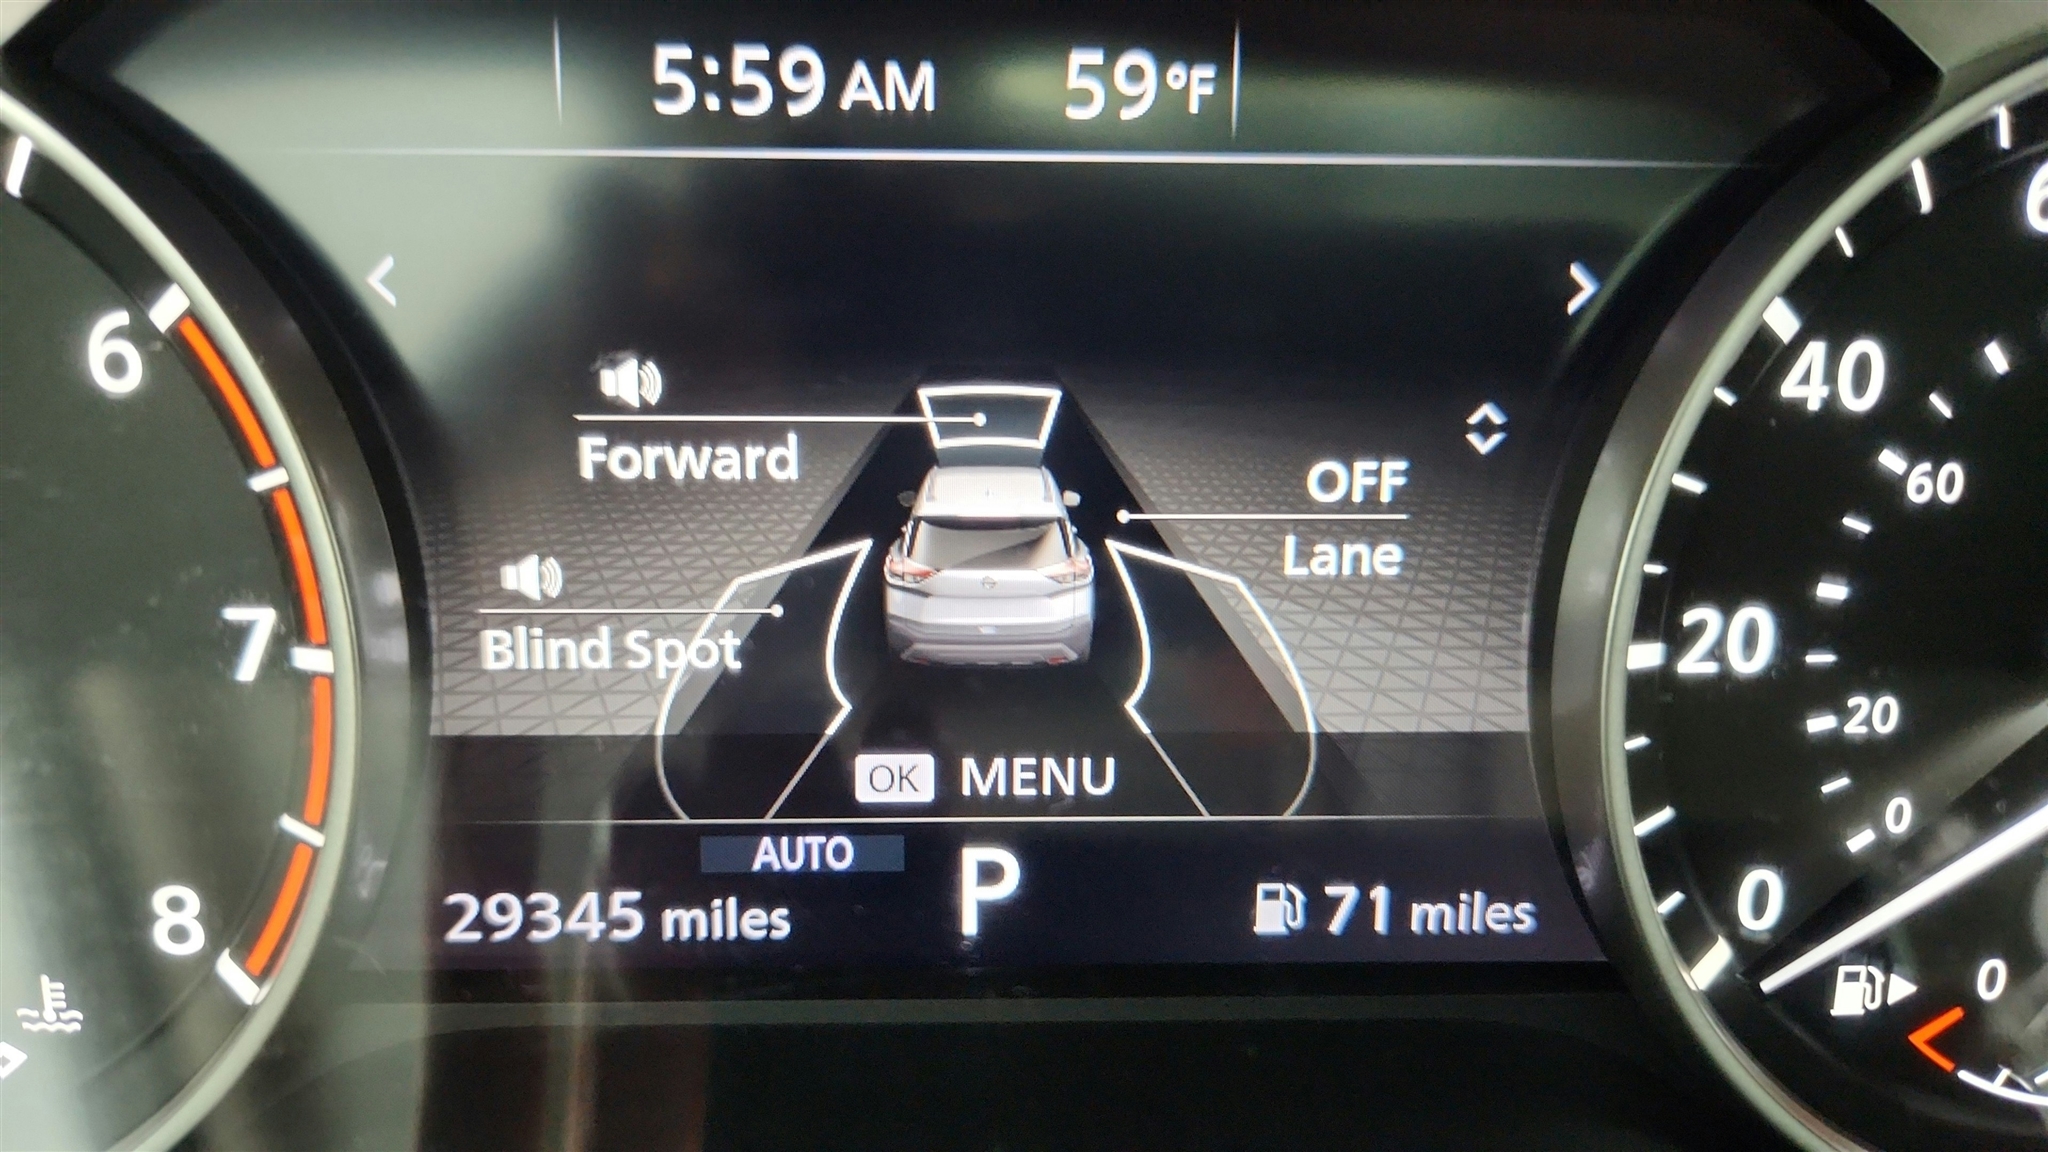 5:59 AM 59°F
Forward
OFF
Lane
Blind Spot
OK MENU
AUTO
29345 miles P 71 miles
6
7
8
40
60
20
20
0
0
0